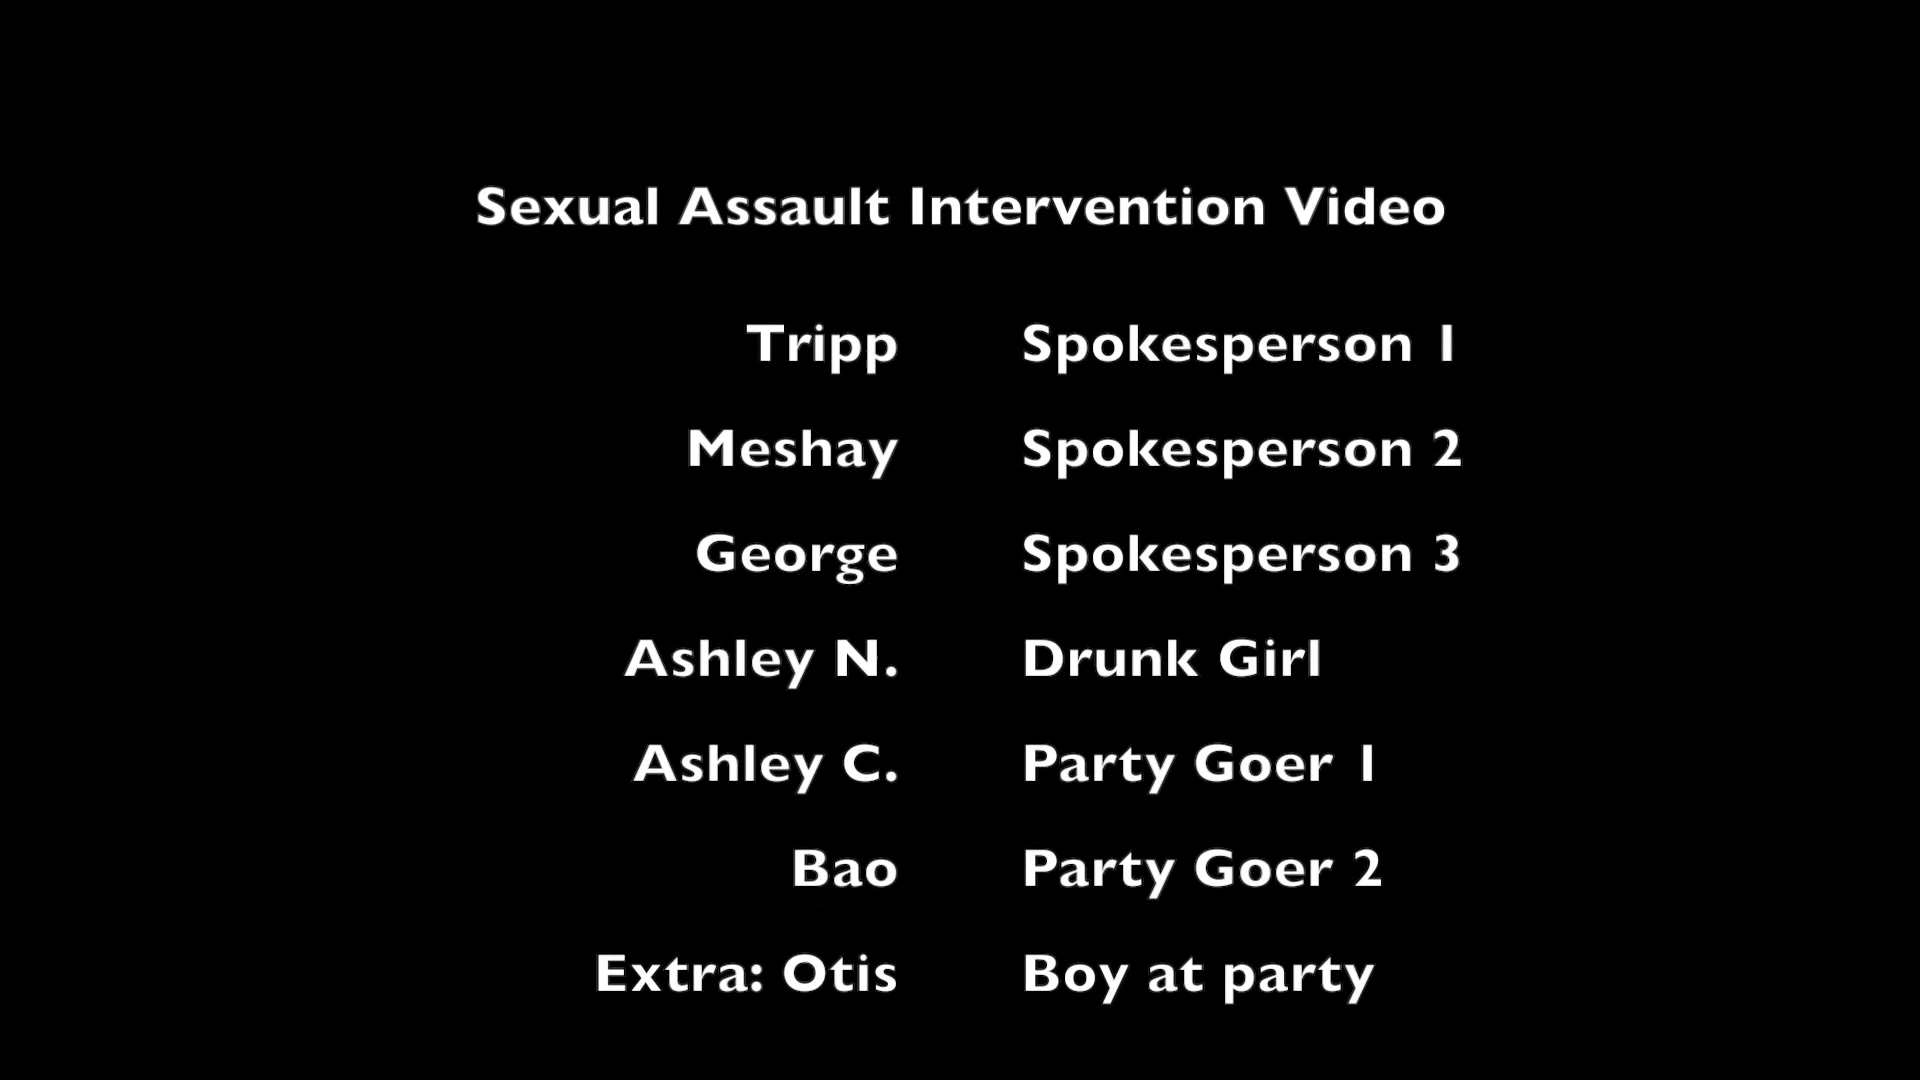 Sexual Assault Intervention Video
Tripp Spokesperson 1
Meshay Spokesperson 2
George Spokesperson 3
Ashley N. Drunk Girl
Ashley C. Party Goer 1
Bao Party Goer 2
Extra: Otis Boy at party